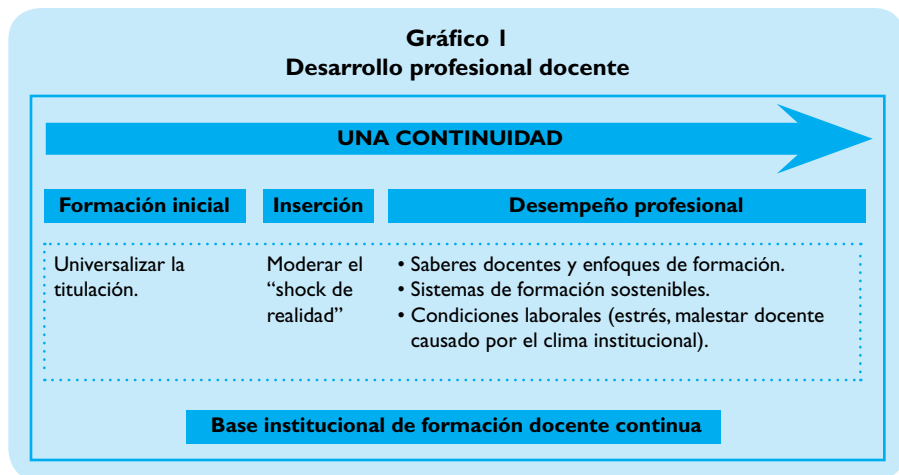 Gráfico 1
Desarrollo profesional docente
UNA CONTINUIDAD
Formación inicial
Inserción
Desempeño profesional
Universalizar la
titulación.
Moderar el
“shock de
realidad”
• Saberes docentes y enfoques de formación.
• Sistemas de formación sostenibles.
• Condiciones laborales (estrés, malestar docente
causado por el clima institucional).
Base institucional de formación docente continua